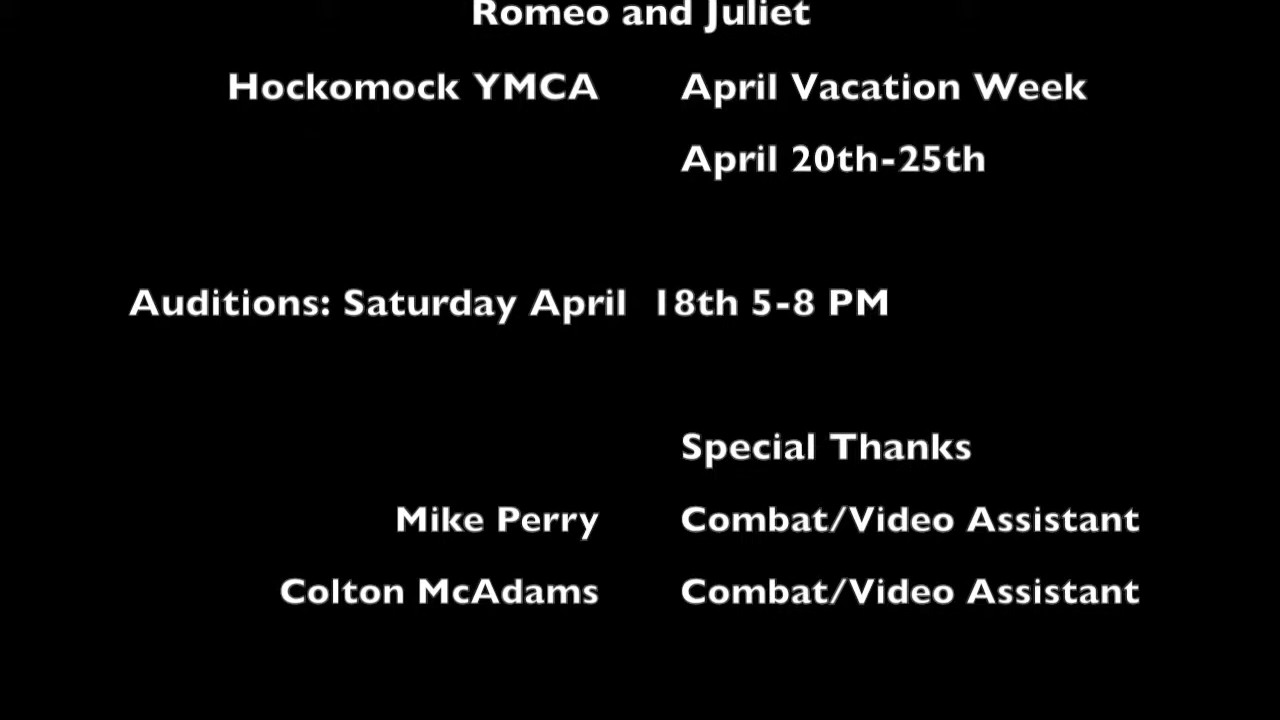 Romeo and Juliet
Hockomock YMCA April Vacation Week
April 20th-25th
Auditions: Saturday April 18th 5-8 PM
Special Thanks
Mike Perry Combat/Video Assistant
Colton McAdams Combat/Video Assistant